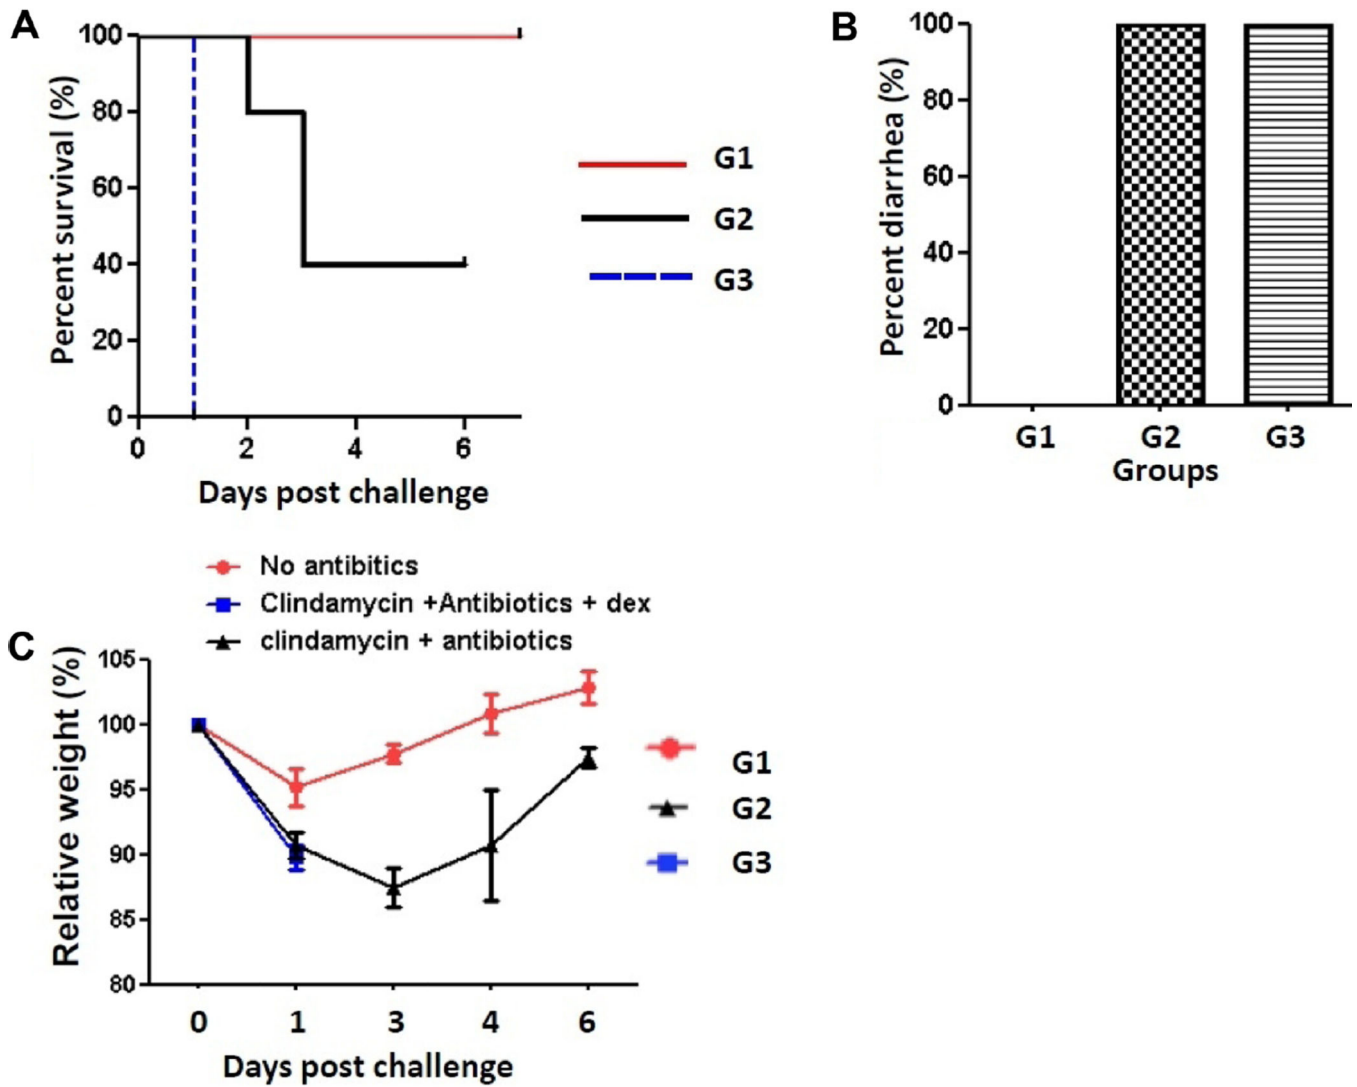 A
100
80
60
40
20
0
Percent survival (%)
0 2 4 6
Days post challenge
G1
G2
G3
B
100
80
60
40
20
0
Percent diarrhea (%)
G1 G2 G3
Groups
No antibitics
Clindamycin +Antibiotics + dex
clindamycin + antibiotics
C
105
100
95
90
85
80
Relative weight (%)
0 1 3 4 6
Days post challenge
G1
G2
G3